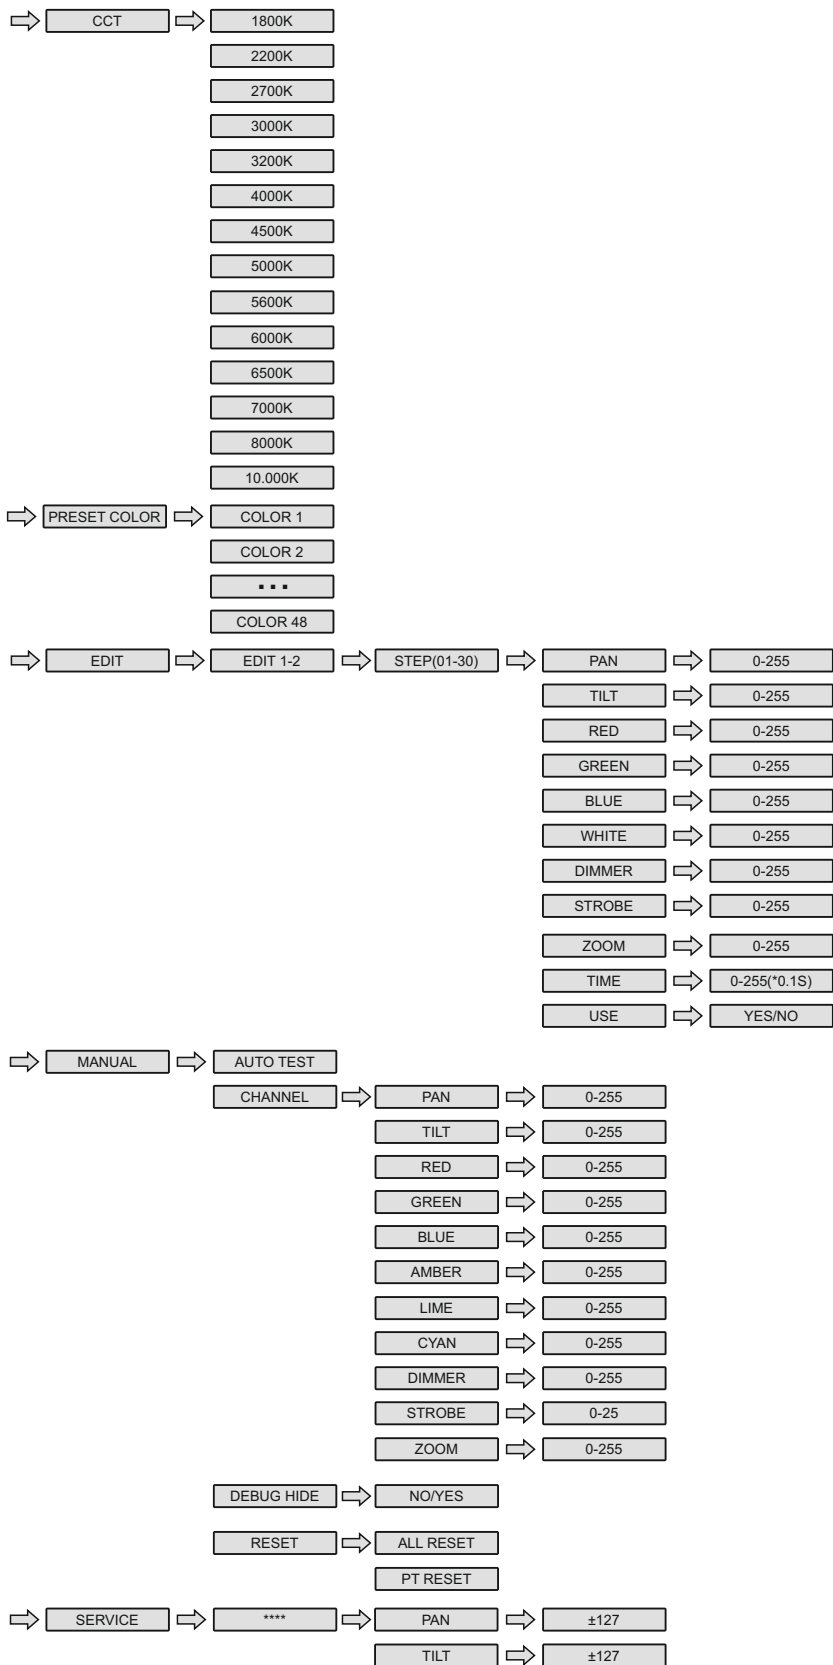 CCT 1800K
2200K
2700K
3000K
3200K
4000K
4500K
5000K
5600K
6000K
6500K
7000K
8000K
10.000K
PRESET COLOR COLOR 1
COLOR 2
...
COLOR 48
EDIT EDIT 1-2 STEP(01-30) PAN 0-255
TILT 0-255
RED 0-255
GREEN 0-255
BLUE 0-255
WHITE 0-255
DIMMER 0-255
STROBE 0-255
ZOOM 0-255
TIME 0-255(*0.1S)
USE YES/NO
MANUAL AUTO TEST
CHANNEL PAN 0-255
TILT 0-255
RED 0-255
GREEN 0-255
BLUE 0-255
AMBER 0-255
LIME 0-255
CYAN 0-255
DIMMER 0-255
STROBE 0-25
ZOOM 0-255
DEBUG HIDE NO/YES
RESET ALL RESET
PT RESET
SERVICE **** PAN ±127
TILT ±127